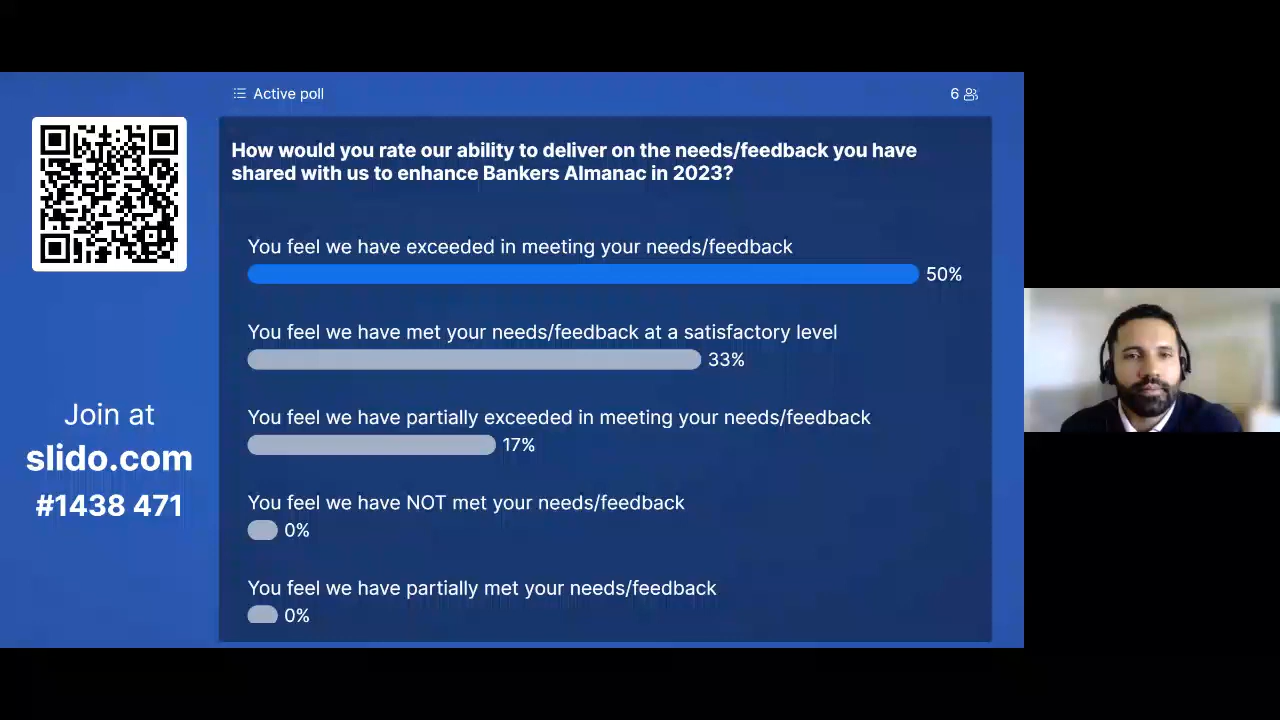 Active poll
6
How would you rate our ability to deliver on the needs/feedback you have
shared with us to enhance Bankers Almanac in 2023?
You feel we have exceeded in meeting your needs/feedback
50%
You feel we have met your needs/feedback at a satisfactory level
33%
You feel we have partially exceeded in meeting your needs/feedback
17%
You feel we have NOT met your needs/feedback
0%
You feel we have partially met your needs/feedback
0%
Join at
slido.com
#1438 471